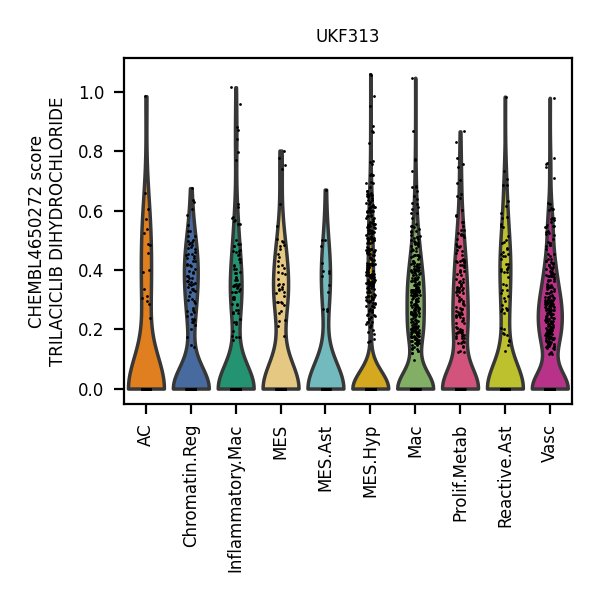 UKF313
CHEMBL4650272 score
TRILACICLIB DIHYDROCHLORIDE
1.0
0.8
0.6
0.4
0.2
0.0
AC
Chromatin.Reg
Inflammatory.Mac
MES
MES.Ast
MES.Hyp
Mac
Prolif.Metab
Reactive.Ast
Vasc